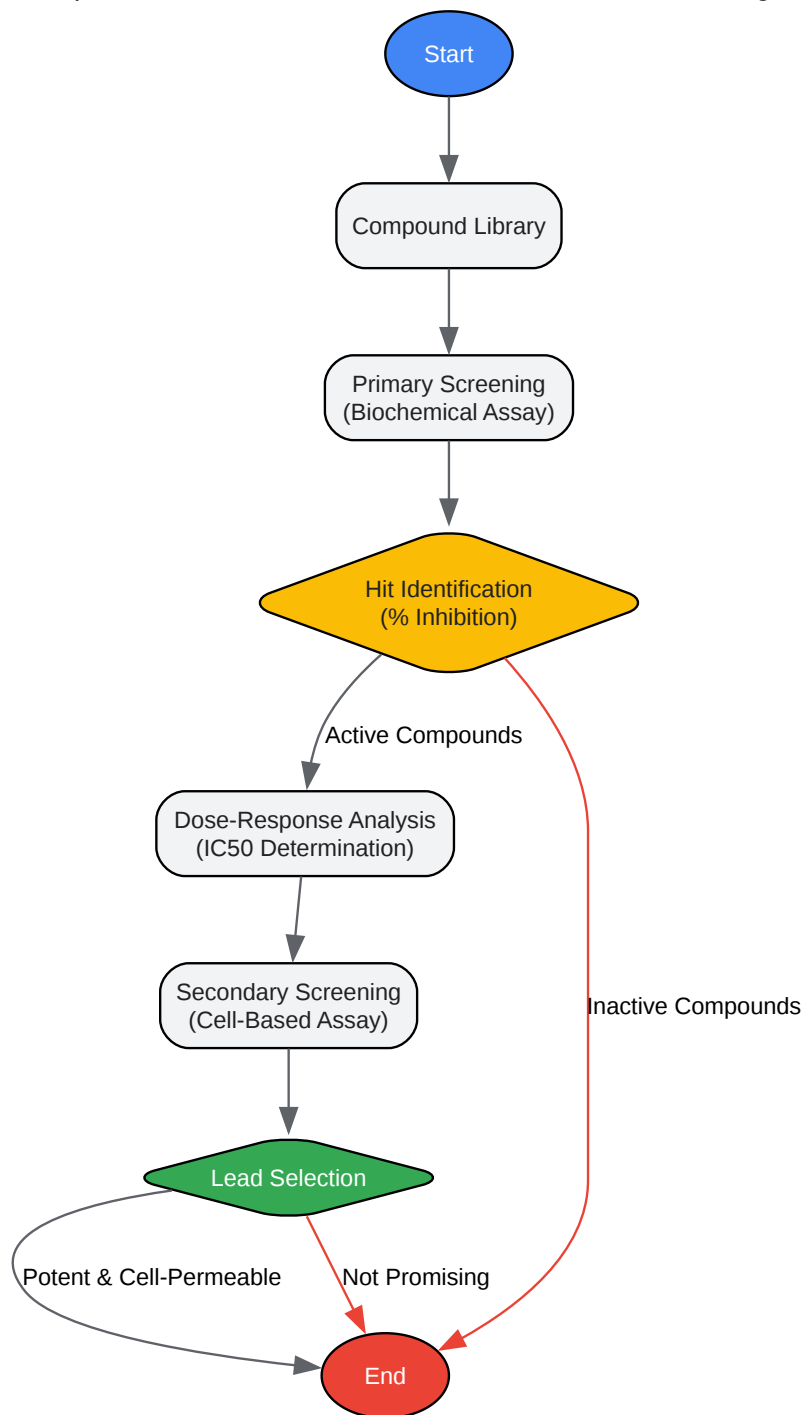 Start
Compound Library
Primary Screening
(Biochemical Assay)
Hit Identification
(% Inhibition)
Active Compounds
Dose-Response Analysis
(IC50 Determination)
Secondary Screening
(Cell-Based Assay)
Inactive Compounds
Lead Selection
Potent & Cell-Permeable
Not Promising
End